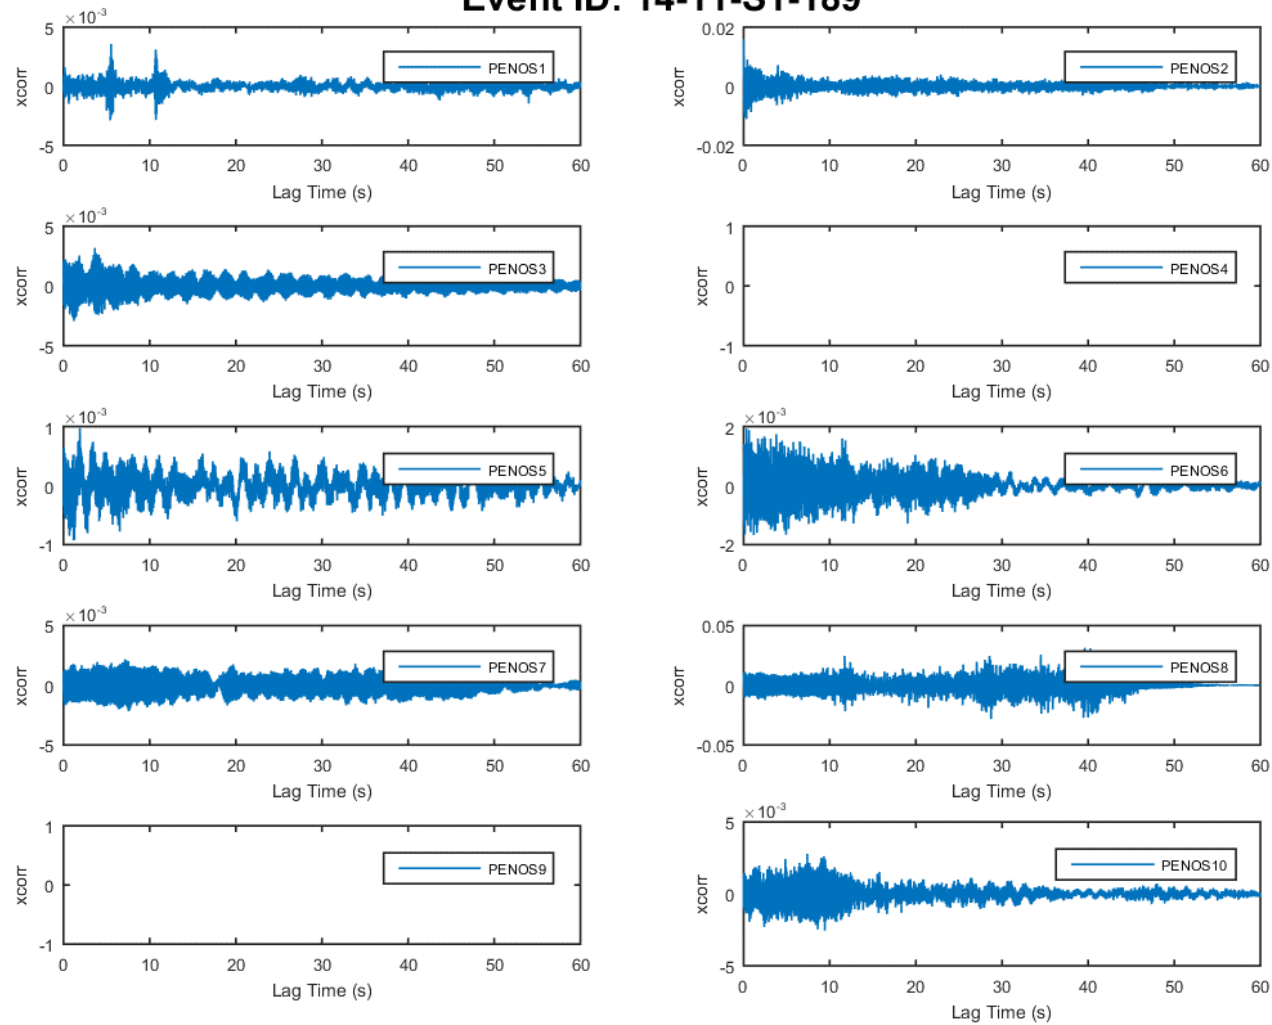 Event ID: 14-11-S1-189
×10-3
5
0
-5
xcorr
PENOS1
0 10 20 30 40 50 60
Lag Time (s)
0.02
0
-0.02
xcorr
PENOS2
0 10 20 30 40 50 60
Lag Time (s)
×10-3
5
0
-5
xcorr
PENOS3
0 10 20 30 40 50 60
Lag Time (s)
1
0
-1
xcorr
PENOS4
0 10 20 30 40 50 60
Lag Time (s)
×10-3
1
0
-1
xcorr
PENOS5
0 10 20 30 40 50 60
Lag Time (s)
×10-3
2
0
-2
xcorr
PENOS6
0 10 20 30 40 50 60
Lag Time (s)
×10-3
5
0
-5
xcorr
PENOS7
0 10 20 30 40 50 60
Lag Time (s)
0.05
0
-0.05
xcorr
PENOS8
0 10 20 30 40 50 60
Lag Time (s)
1
0
-1
xcorr
PENOS9
0 10 20 30 40 50 60
Lag Time (s)
×10-3
5
0
-5
xcorr
PENOS10
0 10 20 30 40 50 60
Lag Time (s)